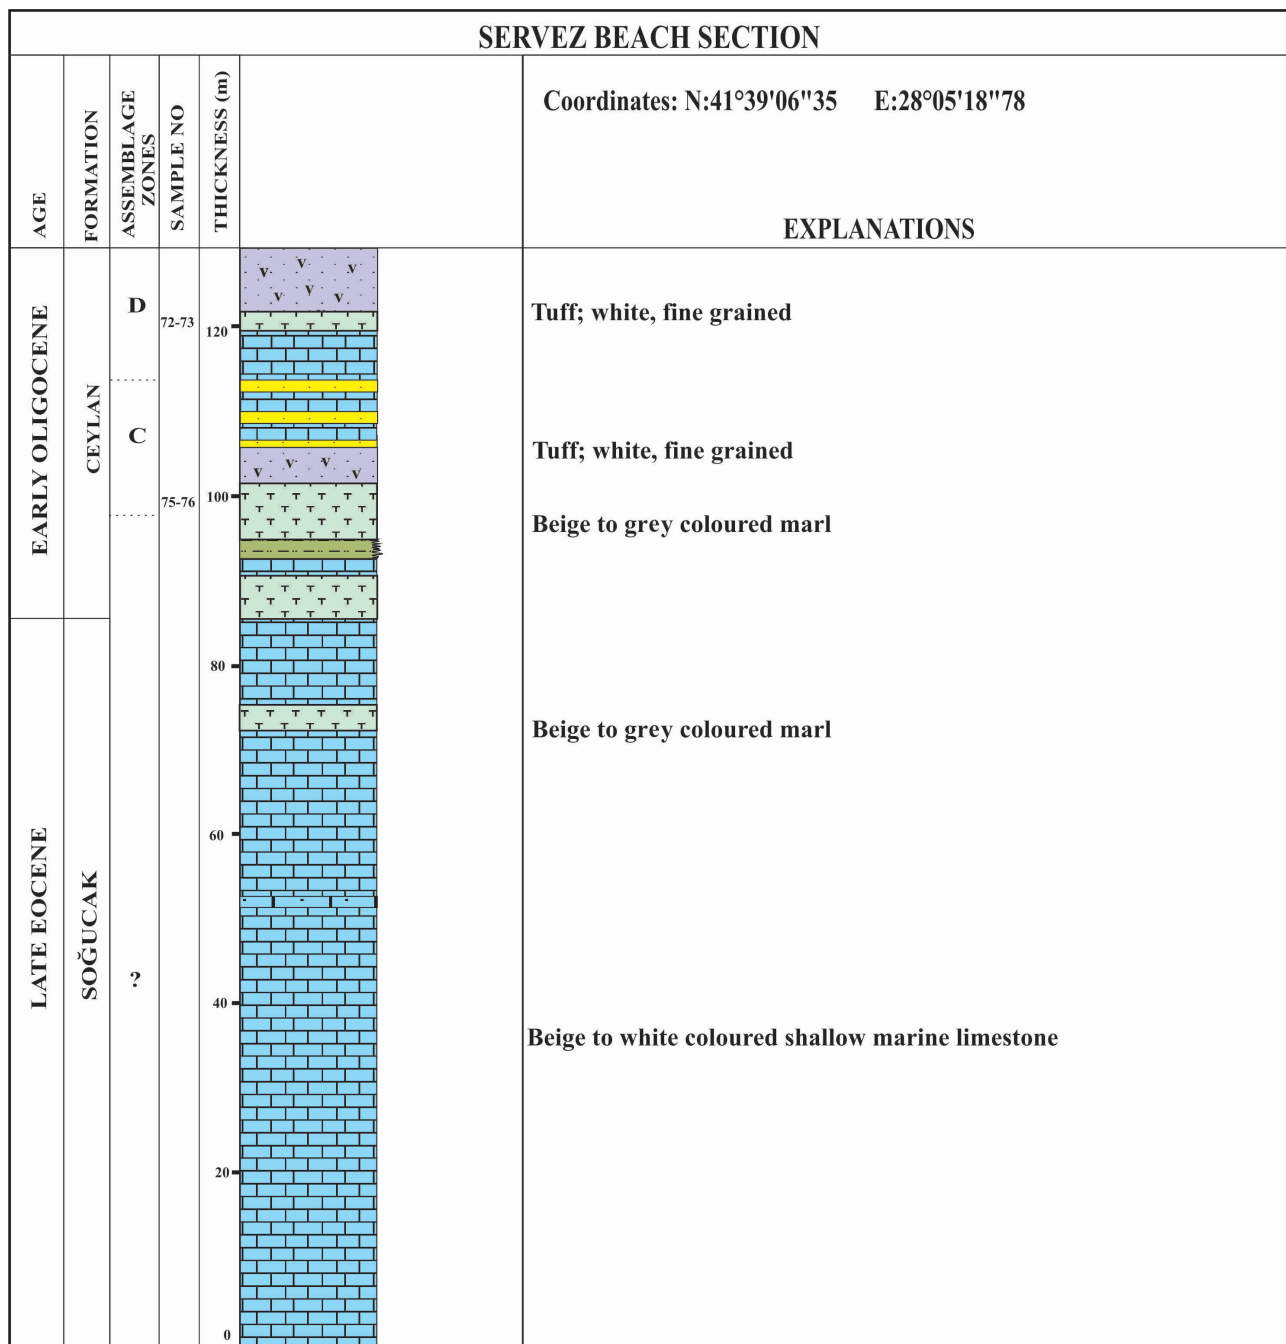 SERVEZ BEACH SECTION
Coordinates: N:41°39'06"35 E:28°05'18"78
AGE
FORMATION
ASSEMBLAGE
ZONES
SAMPLE NO
THICKNESS (m)
EXPLANATIONS
EARLY OLIGOCENE
CEYLAN
D
72-73
120
Tuff; white, fine grained
C
Tuff; white, fine grained
75-76
100
Beige to grey coloured marl
80
Beige to grey coloured marl
LATE EOCENE
SOĞUCAK
?
60
40
Beige to white coloured shallow marine limestone
20
0